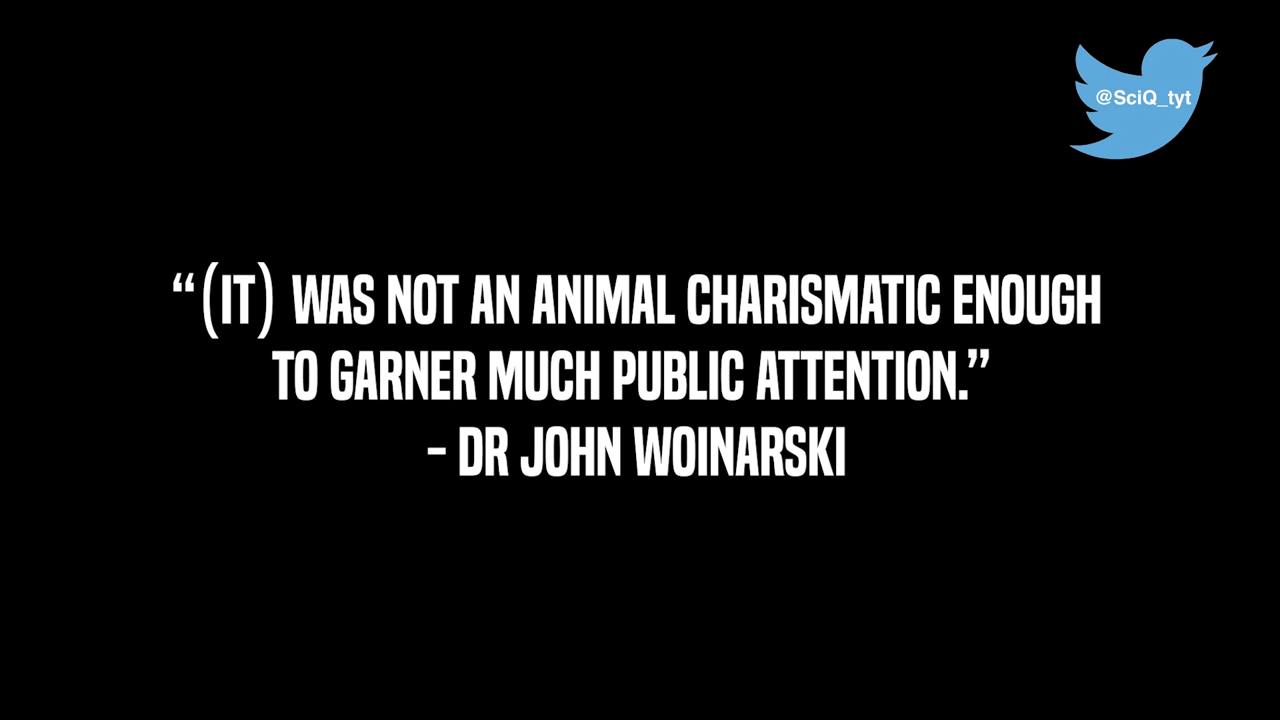 @SciQ_tyt
“(IT) WAS NOT AN ANIMAL CHARISMATIC ENOUGH
TO GARNER MUCH PUBLIC ATTENTION.”
- DR JOHN WOINARSKI